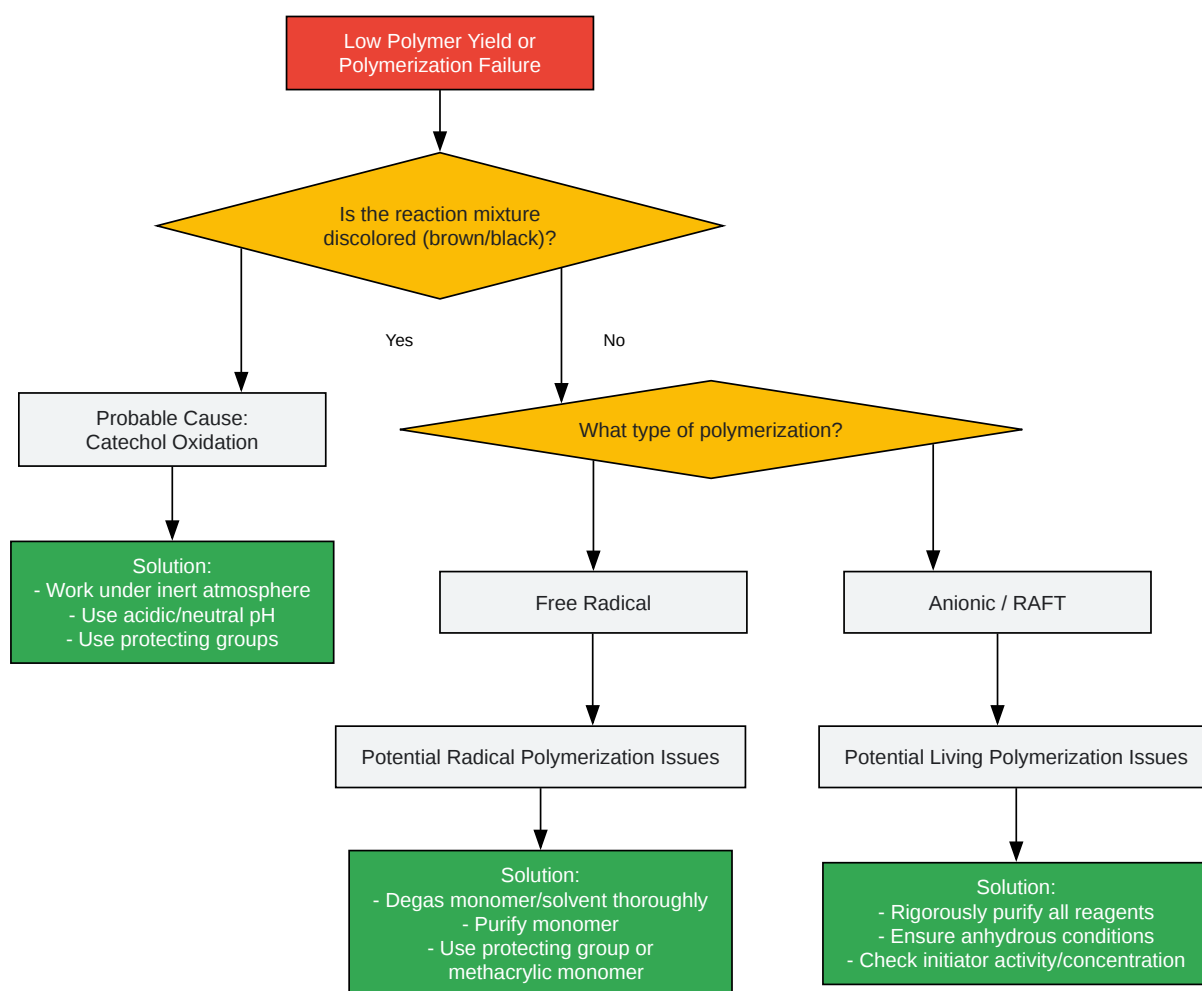 Low Polymer Yield or
Polymerization Failure
Is the reaction mixture
discolored (brown/black)?
Yes
No
Probable Cause:
Catechol Oxidation
What type of polymerization?
Solution:
- Work under inert atmosphere
- Use acidic/neutral pH
- Use protecting groups
Free Radical
Anionic / RAFT
Potential Radical Polymerization Issues
Potential Living Polymerization Issues
Solution:
- Degas monomer/solvent thoroughly
- Purify monomer
- Use protecting group or
methacrylic monomer
Solution:
- Rigorously purify all reagents
- Ensure anhydrous conditions
- Check initiator activity/concentration